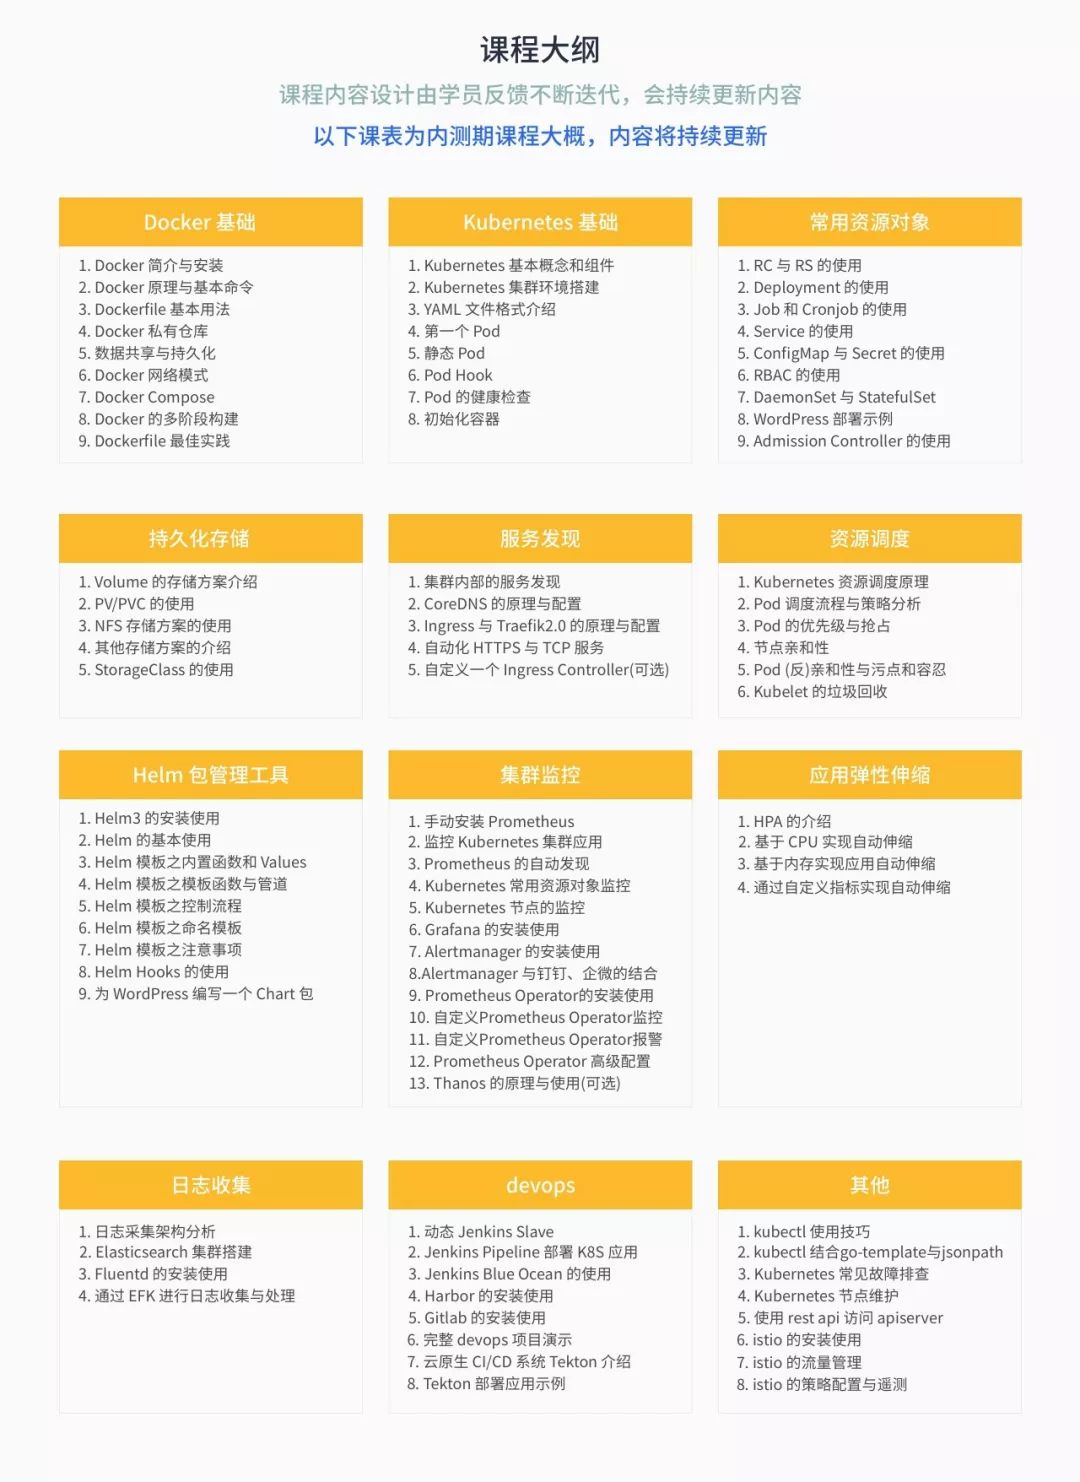 课程大纲
课程内容设计由学员反馈不断迭代，会持续更新内容
以下课表为内测期课程大概，内容将持续更新
Docker 基础
1. Docker 简介与安装
2. Docker 原理与基本命令
3. Dockerfile 基本用法
4. Docker 私有仓库
5. 数据共享与持久化
6. Docker 网络模式
7. Docker Compose
8. Docker 的多阶段构建
9. Dockerfile 最佳实践
Kubernetes 基础
1. Kubernetes 基本概念和组件
2. Kubernetes 集群环境搭建
3. YAML 文件格式介绍
4. 第一个 Pod
5. 静态 Pod
6. Pod Hook
7. Pod 的健康检查
8. 初始化容器
常用资源对象
1. RC 与 RS 的使用
2. Deployment 的使用
3. Job 和 Cronjob 的使用
4. Service 的使用
5. ConfigMap 与 Secret 的使用
6. RBAC 的使用
7. DaemonSet 与 StatefulSet
8. WordPress 部署示例
9. Admission Controller 的使用
持久化存储
1. Volume 的存储方案介绍
2. PV/PVC 的使用
3. NFS 存储方案的使用
4. 其他存储方案的介绍
5. StorageClass 的使用
服务发现
1. 集群内部的服务发现
2. CoreDNS 的原理与配置
3. Ingress 与 Traefik2.0 的原理与配置
4. 自动化 HTTPS 与 TCP 服务
5. 自定义一个 Ingress Controller(可选)
资源调度
1. Kubernetes 资源调度原理
2. Pod 调度流程与策略分析
3. Pod 的优先级与抢占
4. 节点亲和性
5. Pod (反)亲和性与污点和容忍
6. Kubelet 的垃圾回收
Helm 包管理工具
1. Helm3 的安装使用
2. Helm 的基本使用
3. Helm 模板之内置函数和 Values
4. Helm 模板之模板函数与管道
5. Helm 模板之控制流程
6. Helm 模板之命名模板
7. Helm 模板之注意事项
8. Helm Hooks 的使用
9. 为 WordPress 编写一个 Chart 包
集群监控
1. 手动安装 Prometheus
2. 监控 Kubernetes 集群应用
3. Prometheus 的自动发现
4. Kubernetes 常用资源对象监控
5. Kubernetes 节点的监控
6. Grafana 的安装使用
7. Alertmanager 的安装使用
8.Alertmanager 与钉钉、企微的结合
9. Prometheus Operator的安装使用
10. 自定义Prometheus Operator监控
11. 自定义Prometheus Operator报警
12. Prometheus Operator 高级配置
13. Thanos 的原理与使用(可选)
应用弹性伸缩
1. HPA 的介绍
2. 基于 CPU 实现自动伸缩
3. 基于内存实现应用自动伸缩
4. 通过自定义指标实现自动伸缩
日志收集
1. 日志采集架构分析
2. Elasticsearch 集群搭建
3. Fluentd 的安装使用
4. 通过 EFK 进行日志收集与处理
devops
1. 动态 Jenkins Slave
2. Jenkins Pipeline 部署 K8S 应用
3. Jenkins Blue Ocean 的使用
4. Harbor 的安装使用
5. Gitlab 的安装使用
6. 完整 devops 项目演示
7. 云原生 CI/CD 系统 Tekton 介绍
8. Tekton 部署应用示例
其他
1. kubectl 使用技巧
2. kubectl 结合go-template与jsonpath
3. Kubernetes 常见故障排查
4. Kubernetes 节点维护
5. 使用 rest api 访问 apiserver
6. istio 的安装使用
7. istio 的流量管理
8. istio 的策略配置与遥测